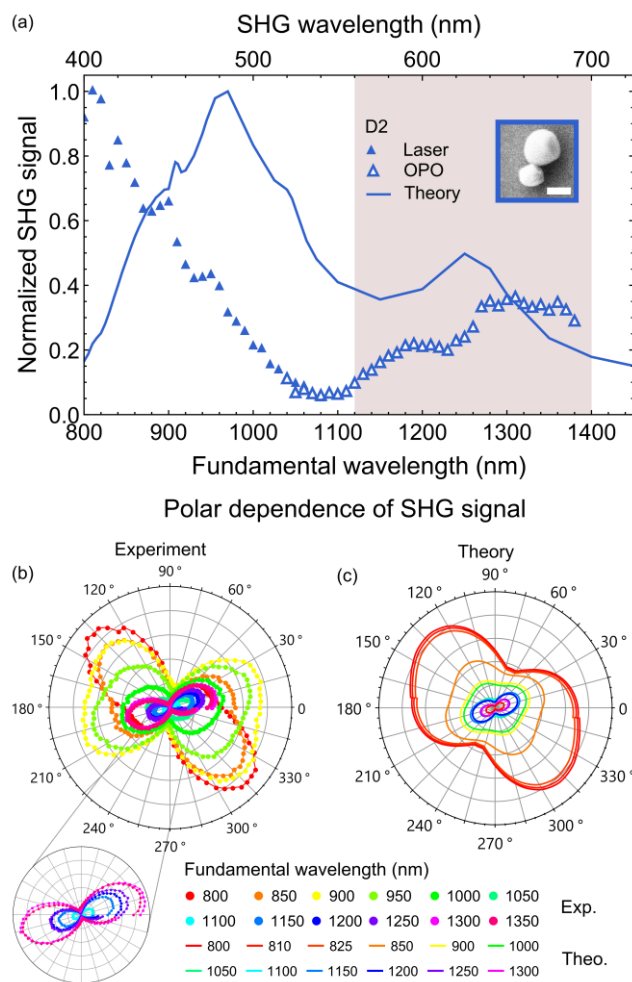 (a)
SHG wavelength (nm)
400 500 600 700
Normalized SHG signal
1.0
0.8
0.6
0.4
0.2
0.0
D2
Laser
OPO
Theory
800 900 1000 1100 1200 1300 1400
Fundamental wavelength (nm)
Polar dependence of SHG signal
Experiment Theory
(b) (c)
90 ° 90 °
120 ° 60 ° 120 ° 60 °
150 ° 30 ° 150 ° 30 °
180 ° 0 180 ° 0
210 ° 330 ° 210 ° 330 °
240 ° 300 ° 240 ° 300 °
270 ° 270 °
Fundamental wavelength (nm)
800 850 900 950 1000 1050
Exp.
1100 1150 1200 1250 1300 1350
800 810 825 850 900 1000
Theo.
1050 1100 1150 1200 1250 1300